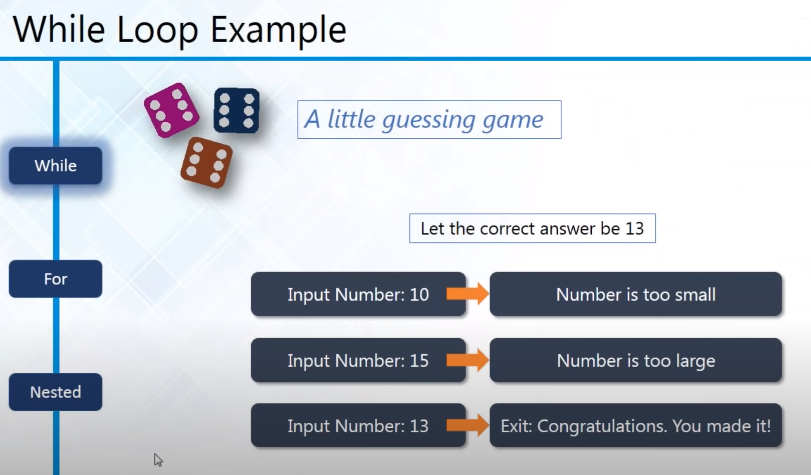 While Loop Example
A little guessing game
While
Let the correct answer be 13
For
Input Number: 10
Number is too small
Input Number: 15
Number is too large
Nested
Input Number: 13
Exit: Congratulations. You made it!